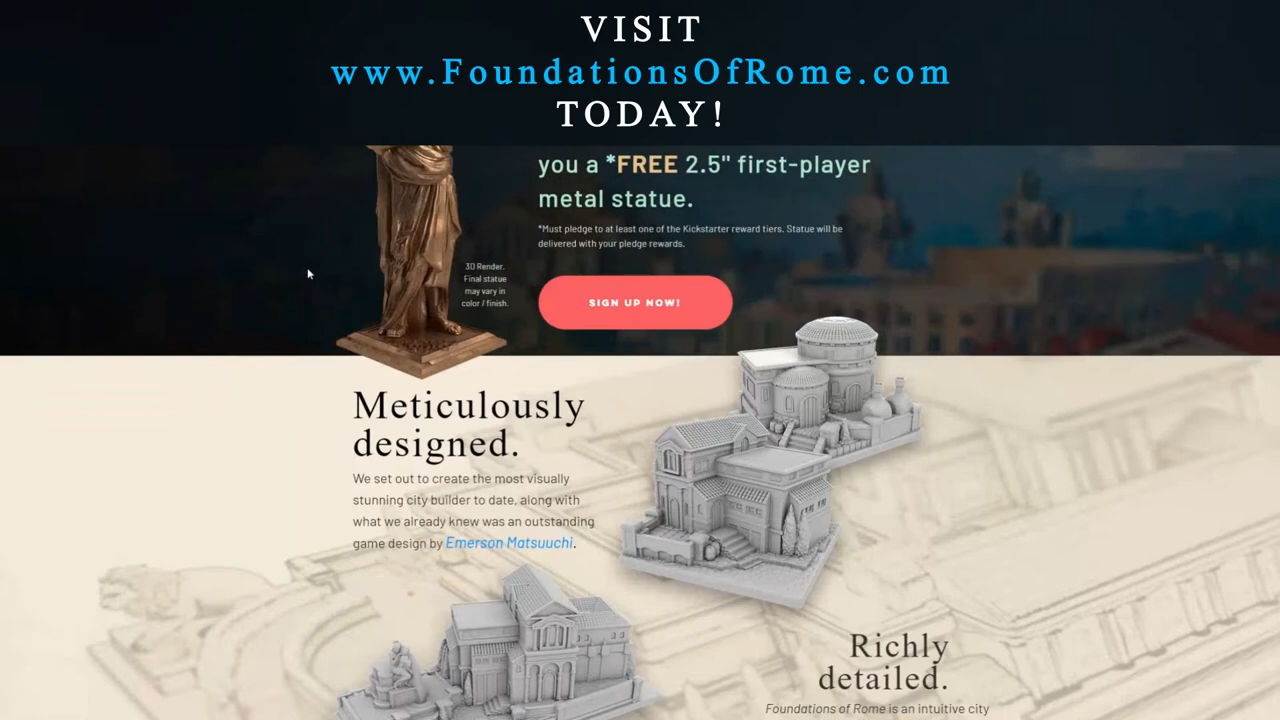 VISIT
www.FoundationsOfRome.com
TODAY!
you a *FREE 2.5" first-player
metal statue.
*Must pledge to at least one of the Kickstarter reward tiers. Statue will be
delivered with your pledge rewards.
3D Render.
Final statue
may vary in
color / finish.
SIGN UP NOW!
Meticulously
designed.
We set out to create the most visually
stunning city builder to date, along with
what we already knew was an outstanding
game design by Emerson Matsuuchi.
Richly
detailed.
Foundations of Rome is an intuitive city